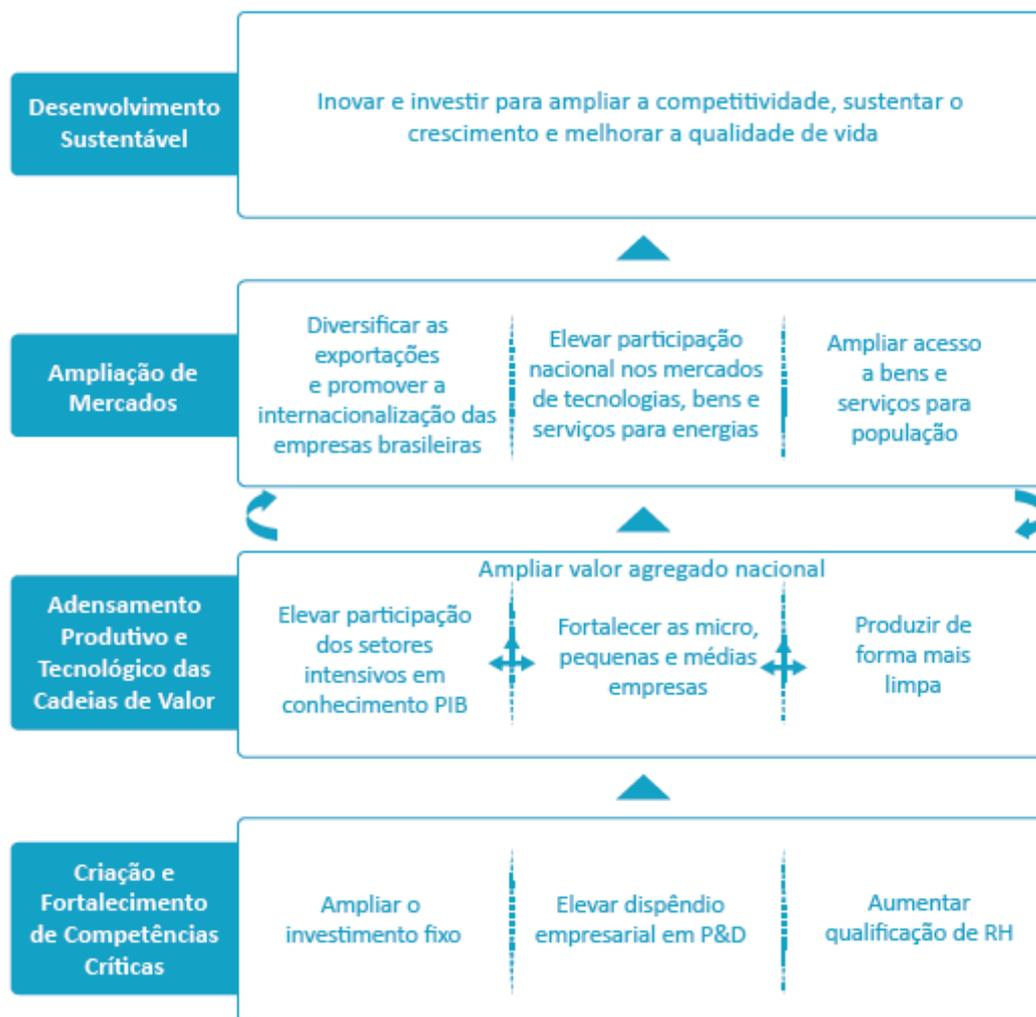 Desenvolvimento
Sustentável
Inovar e investir para ampliar a competitividade, sustentar o
crescimento e melhorar a qualidade de vida
Ampliação de
Mercados
Diversificar as
exportações
e promover a
internacionalização das
empresas brasileiras
Elevar participação
nacional nos mercados
de tecnologias, bens e
serviços para energias
Ampliar acesso
a bens e
serviços para
população
Adensamento
Produtivo e
Tecnológico das
Cadeias de Valor
Ampliar valor agregado nacional
Elevar participação
dos setores
intensivos em
conhecimento PIB
Fortalecer as micro,
pequenas e médias
empresas
Produzir de
forma mais
limpa
Criação e
Fortalecimento
de Competências
Críticas
Ampliar o
investimento fixo
Elevar dispêndio
empresarial em P&D
Aumentar
qualificação de RH